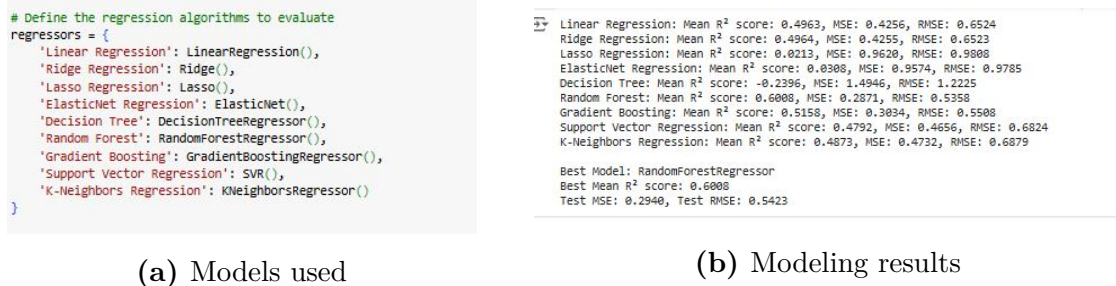 # Define the regression algorithms to evaluate
regressors = {
    'Linear Regression': LinearRegression(),
    'Ridge Regression': Ridge(),
    'Lasso Regression': Lasso(),
    'ElasticNet Regression': ElasticNet(),
    'Decision Tree': DecisionTreeRegressor(),
    'Random Forest': RandomForestRegressor(),
    'Gradient Boosting': GradientBoostingRegressor(),
    'Support Vector Regression': SVR(),
    'K-Neighbors Regression': KNeighborsRegressor()
}
(a) Models used
Linear Regression: Mean R² score: 0.4963, MSE: 0.4256, RMSE: 0.6524
Ridge Regression: Mean R² score: 0.4964, MSE: 0.4255, RMSE: 0.6523
Lasso Regression: Mean R² score: 0.0213, MSE: 0.9620, RMSE: 0.9808
ElasticNet Regression: Mean R² score: 0.0308, MSE: 0.9574, RMSE: 0.9785
Decision Tree: Mean R² score: -0.2396, MSE: 1.4946, RMSE: 1.2225
Random Forest: Mean R² score: 0.6008, MSE: 0.2871, RMSE: 0.5358
Gradient Boosting: Mean R² score: 0.5158, MSE: 0.3034, RMSE: 0.5508
Support Vector Regression: Mean R² score: 0.4792, MSE: 0.4656, RMSE: 0.6824
K-Neighbors Regression: Mean R² score: 0.4873, MSE: 0.4732, RMSE: 0.6879
Best Model: RandomForestRegressor
Best Mean R² score: 0.6008
Test MSE: 0.2940, Test RMSE: 0.5423
(b) Modeling results